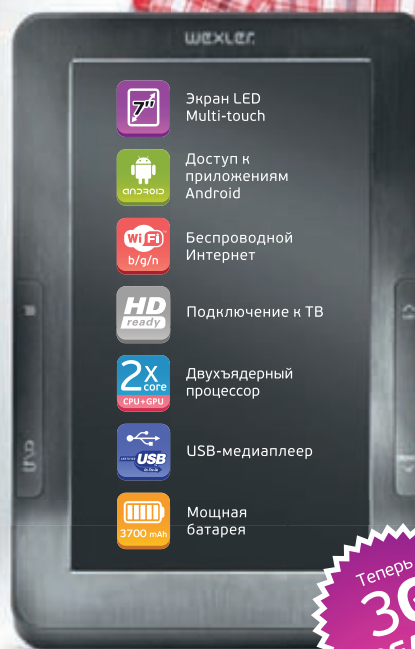 wexler.
7"
Экран LED
Multi-touch
android
Доступ к
приложениям
Android
Wi Fi
b/g/n
Беспроводной
Интернет
HD
ready
Подключение к ТВ
2x
core
CPU+GPU
Двухъядерный
процессор
USB
USB-медиаплеер
3700 mAh
Мощная
батарея
Теперь